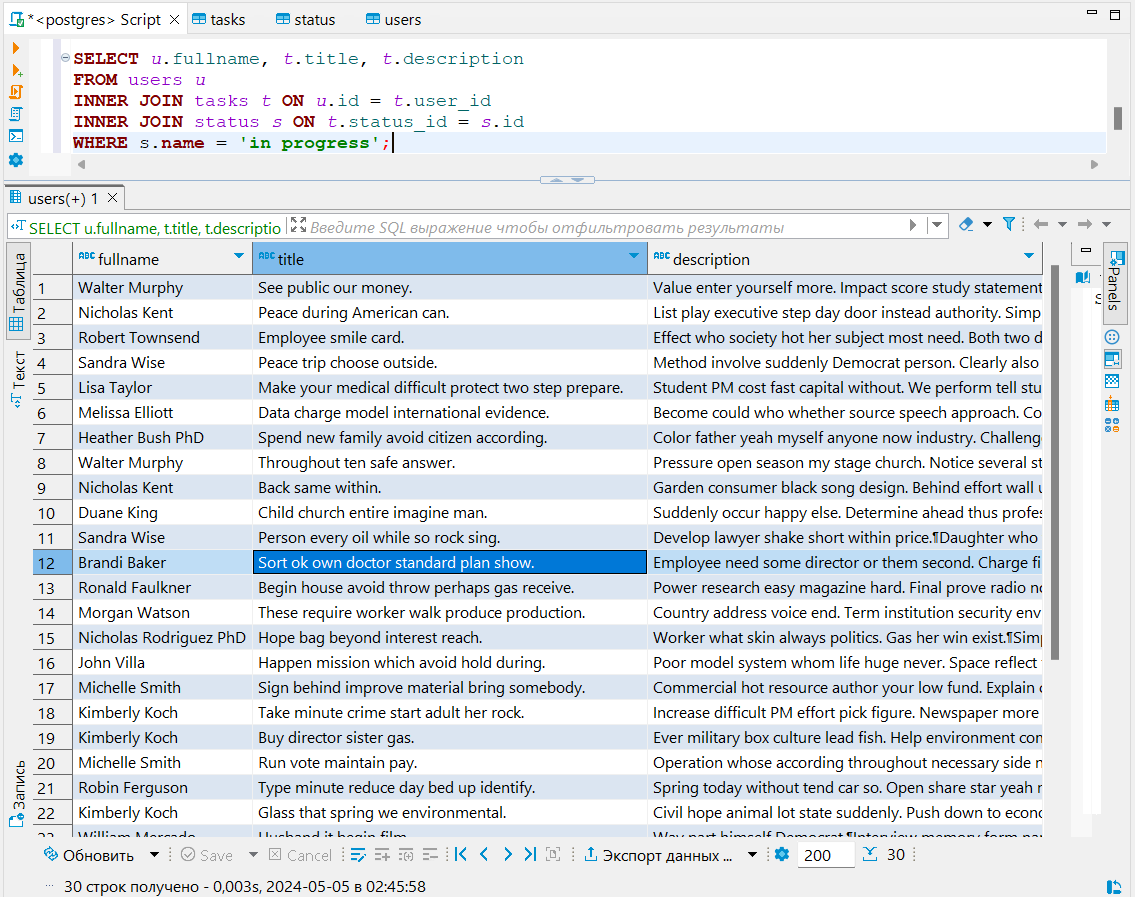 *<postgres> Script
tasks
status
users
SELECT u.fullname, t.title, t.description
FROM users u
INNER JOIN tasks t ON u.id = t.user_id
INNER JOIN status s ON t.status_id = s.id
WHERE s.name = 'in progress';
users(+) 1
SELECT u.fullname, t.title, t.descriptio
Введите SQL выражение чтобы отфильтровать результаты
Таблица
Текст
Запись
Panels
ABC fullname ABC title ABC description
1 Walter Murphy See public our money. Value enter yourself more. Impact score study statement
2 Nicholas Kent Peace during American can. List play executive step day door instead authority. Simp
3 Robert Townsend Employee smile card. Effect who society hot her subject most need. Both two d
4 Sandra Wise Peace trip choose outside. Method involve suddenly Democrat person. Clearly also
5 Lisa Taylor Make your medical difficult protect two step prepare. Student PM cost fast capital without. We perform tell stu
6 Melissa Elliott Data charge model international evidence. Become could who whether source speech approach. Co
7 Heather Bush PhD Spend new family avoid citizen according. Color father yeah myself anyone now industry. Challeng
8 Walter Murphy Throughout ten safe answer. Pressure open season my stage church. Notice several st
9 Nicholas Kent Back same within. Garden consumer black song design. Behind effort wall u
10 Duane King Child church entire imagine man. Suddenly occur happy else. Determine ahead thus profes
11 Sandra Wise Person every oil while so rock sing. Develop lawyer shake short within price.¶Daughter who
12 Brandi Baker Sort ok own doctor standard plan show. Employee need some director or them second. Charge fi
13 Ronald Faulkner Begin house avoid throw perhaps gas receive. Power research easy magazine hard. Final prove radio no
14 Morgan Watson These require worker walk produce production. Country address voice end. Term institution security env
15 Nicholas Rodriguez PhD Hope bag beyond interest reach. Worker what skin always politics. Gas her win exist.¶Simp
16 John Villa Happen mission which avoid hold during. Poor model system whom life huge never. Space reflect
17 Michelle Smith Sign behind improve material bring somebody. Commercial hot resource author your low fund. Explain c
18 Kimberly Koch Take minute crime start adult her rock. Increase difficult PM effort pick figure. Newspaper more
19 Kimberly Koch Buy director sister gas. Ever military box culture lead fish. Help environment con
20 Michelle Smith Run vote maintain pay. Operation whose according throughout necessary side n
21 Robin Ferguson Type minute reduce day bed up identify. Spring today without tend car so. Open share star yeah r
22 Kimberly Koch Glass that spring we environmental. Civil hope animal lot state suddenly. Push down to econo
23 William Mercado Husband it begin film. Way part himself Democrat.¶Interview memory form
Обновить Save Cancel Экспорт данных ... 200 30
30 строк получено - 0,003s, 2024-05-05 в 02:45:58